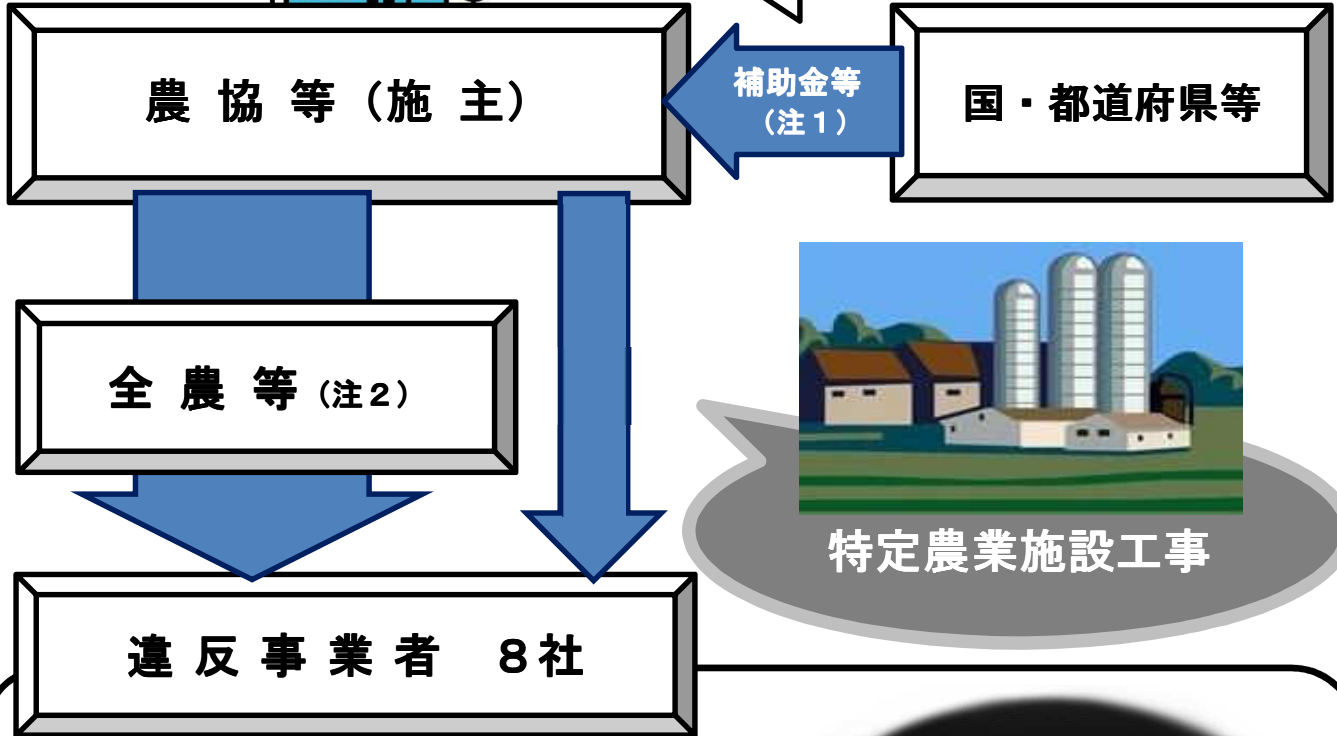 農協等（施主）
補助金等
（注１）
国・都道府県等
全農等（注２）
特定農業施設工事
違反事業者　８社